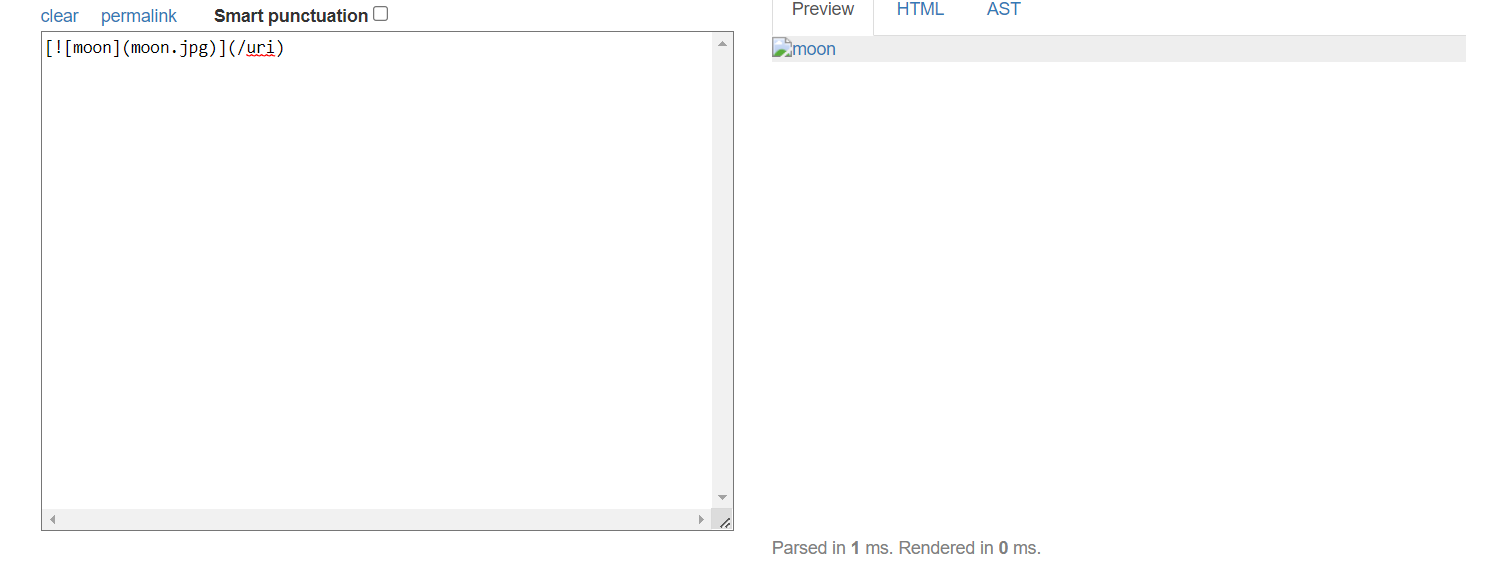 clear permalink Smart punctuation
[![moon](moon.jpg)](/uri)
Preview HTML AST
moon
Parsed in 1 ms. Rendered in 0 ms.